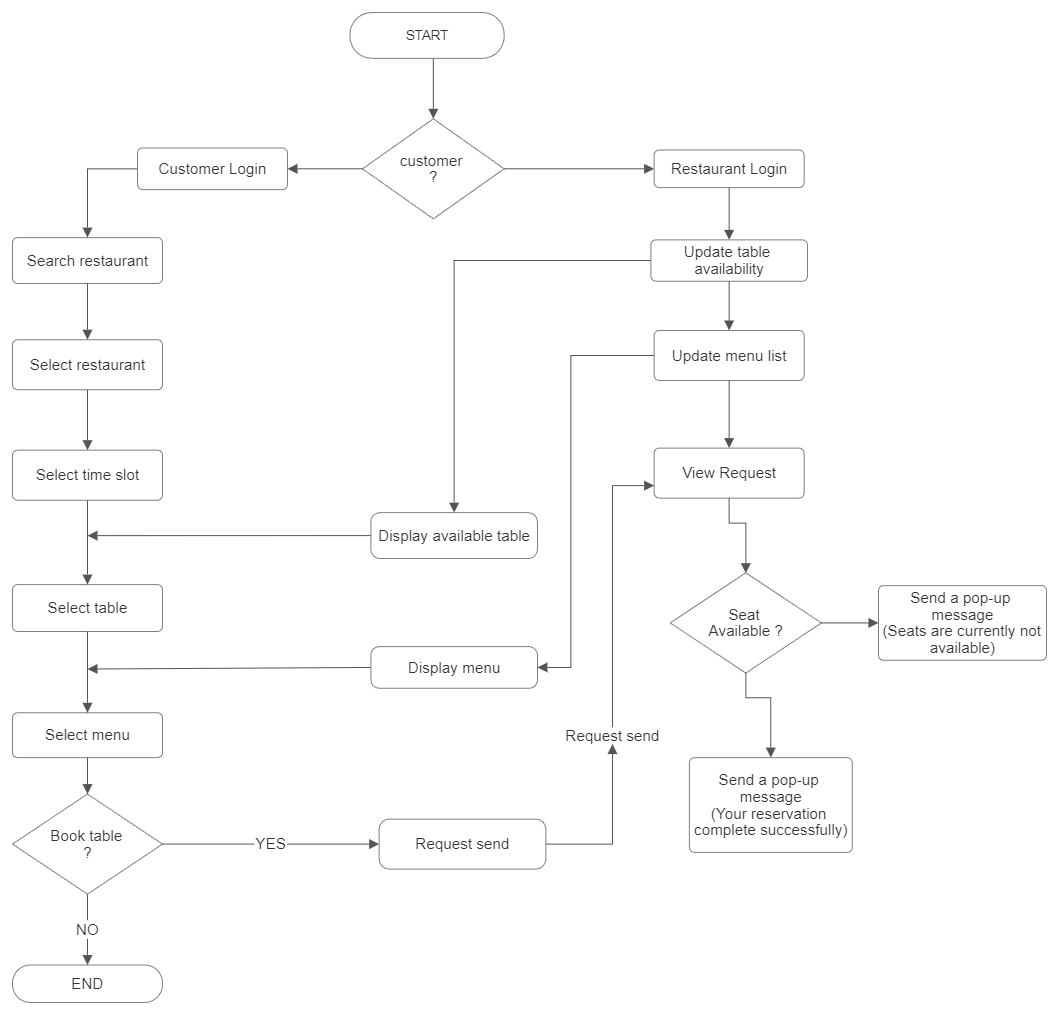 START
customer
?
Customer Login
Restaurant Login
Search restaurant
Update table
availability
Select restaurant
Update menu list
Select time slot
View Request
Display available table
Select table
Seat
Available ?
Send a pop-up
message
(Seats are currently not
available)
Display menu
Select menu
Request send
Send a pop-up
message
(Your reservation
complete successfully)
Book table
?
YES
Request send
NO
END